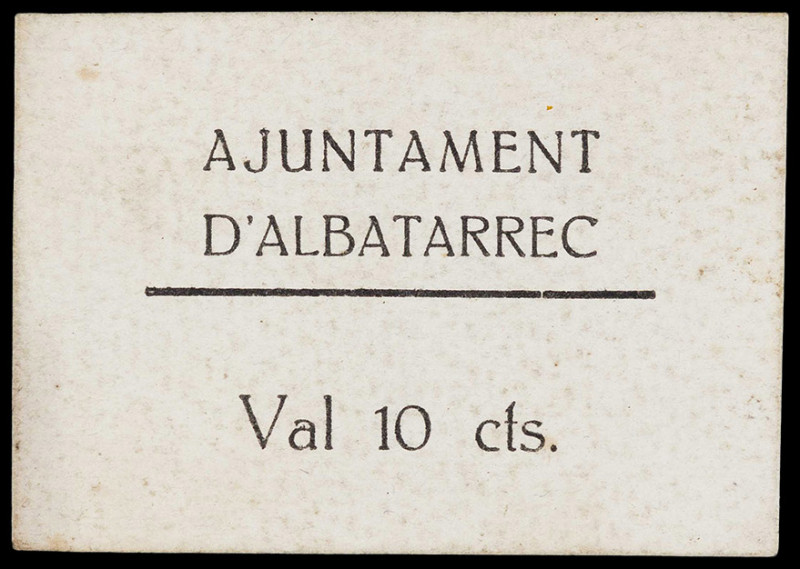 AJUNTAMENT
D'ALBATARREC
Val 10 cts.